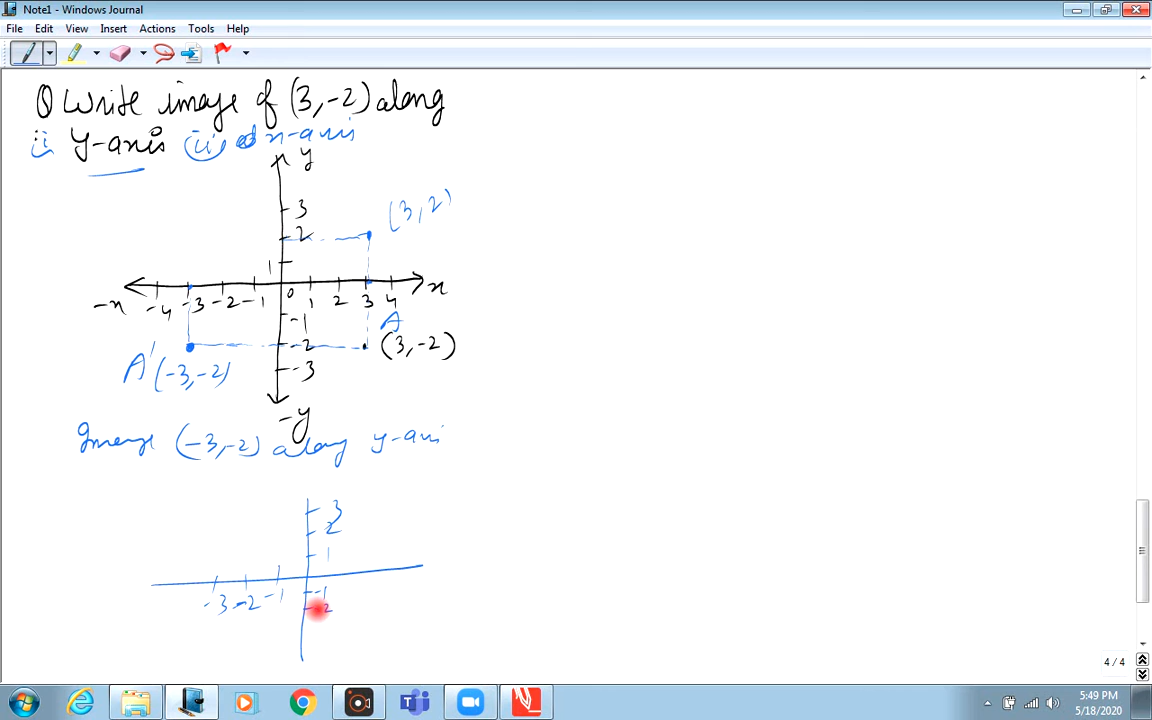 Note1 - Windows Journal
File Edit View Insert Actions Tools Help
Q Write image of (3,-2) along
(i) y-axis (ii) x-axis
y
3
(3, 2)
2
1
-x -4 -3 -2 -1 0 1 2 3 4 x
-1
A
-2 (3,-2)
A'(-3,-2) -3
-y
Image (-3,-2) along y-axi
3
2
1
-3 -2 -1 -1
-2
4 / 4
5:49 PM
5/18/2020